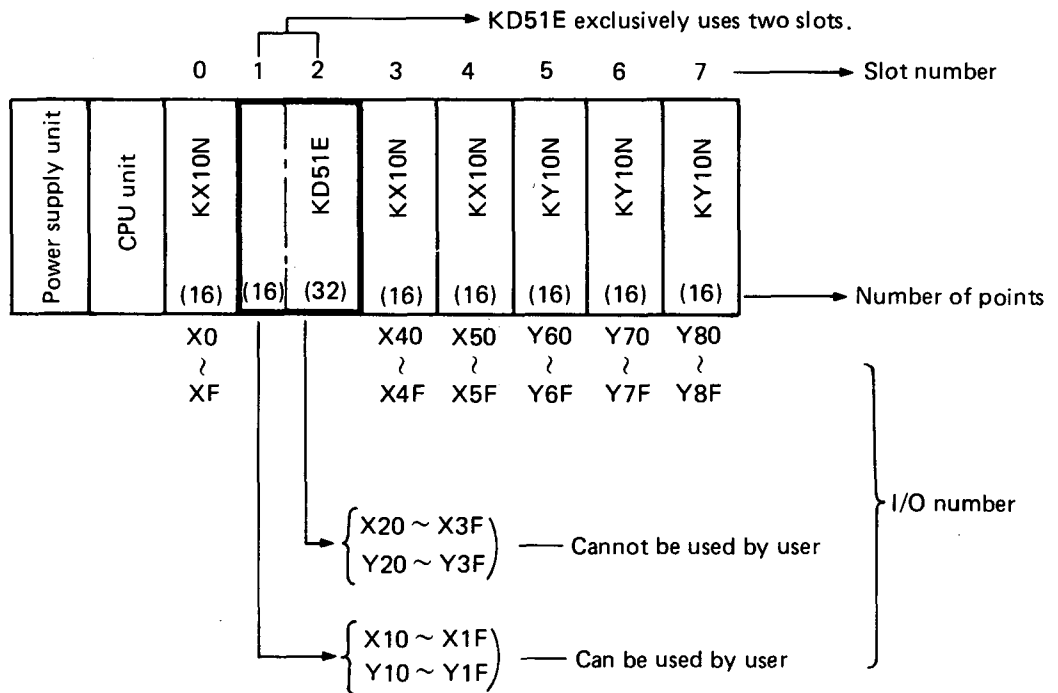 KD51E exclusively uses two slots.
0 1 2 3 4 5 6 7 Slot number
Power supply unit
CPU unit
KX10N
KD51E
KX10N
KX10N
KY10N
KY10N
KY10N
(16) (16) (32) (16) (16) (16) (16) (16) Number of points
X0 X40 X50 Y60 Y70 Y80
~ ~ ~ ~ ~ ~
XF X4F X5F Y6F Y7F Y8F
I/O number
X20 ~ X3F
Y20 ~ Y3F
Cannot be used by user
X10 ~ X1F
Y10 ~ Y1F
Can be used by user